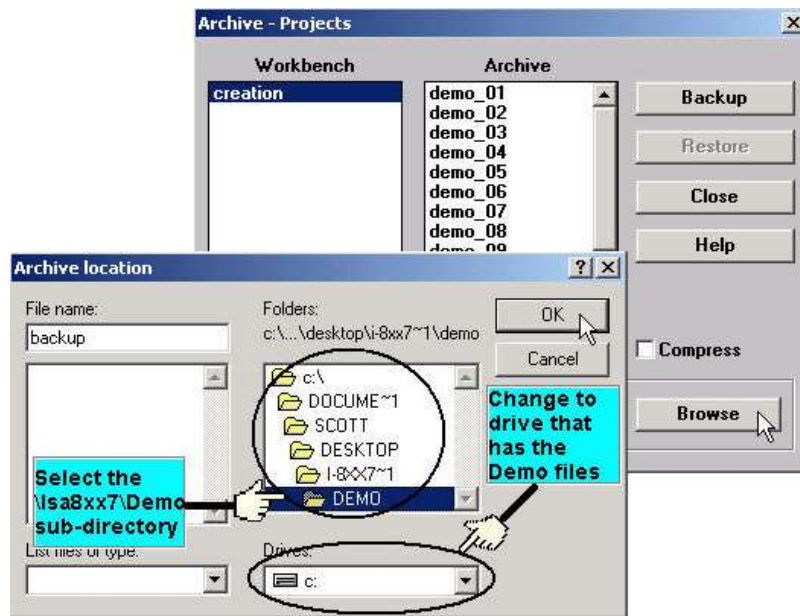 Archive - Projects
Workbench
Archive
creation
demo_01
demo_02
demo_03
demo_04
demo_05
demo_06
demo_07
demo_08
demo_09
Backup
Restore
Close
Help
Compress
Browse
Archive location
File name:
backup
Folders:
c:\...\desktop\i-8xx7~1\demo
OK
Cancel
c:\
DOCUME~1
SCOTT
DESKTOP
I-8XX7~1
DEMO
Select the
\Isa8xx7\Demo
sub-directory
Change to
drive that
has the
Demo files
List files of type:
Drives:
c: